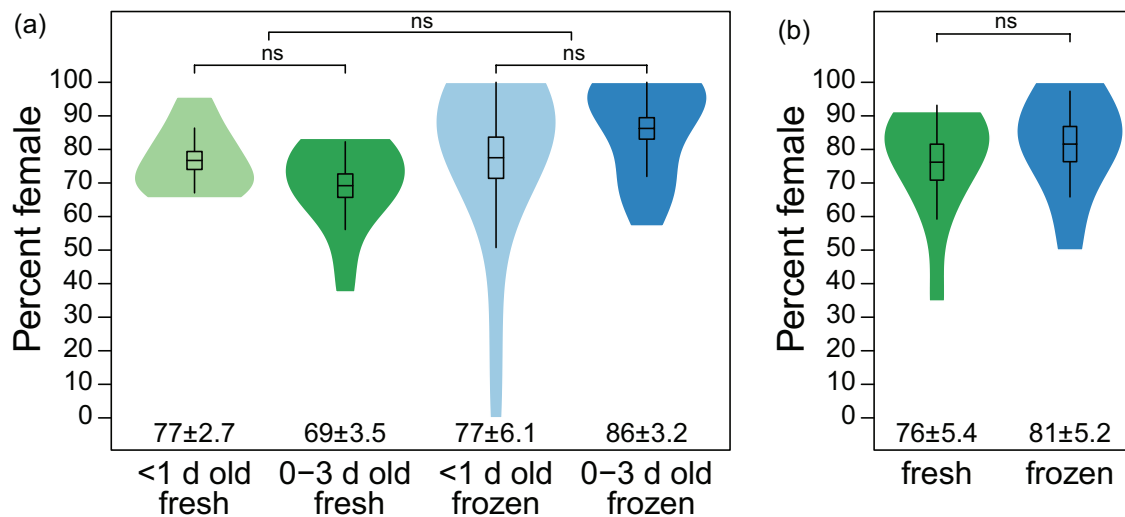 (a)
ns
ns
ns
Percent female
100
90
80
70
60
50
40
30
20
10
0
77±2.7
69±3.5
77±6.1
86±3.2
<1 d old
fresh
0−3 d old
fresh
<1 d old
frozen
0−3 d old
frozen
(b)
ns
Percent female
100
90
80
70
60
50
40
30
20
10
0
76±5.4
81±5.2
fresh
frozen